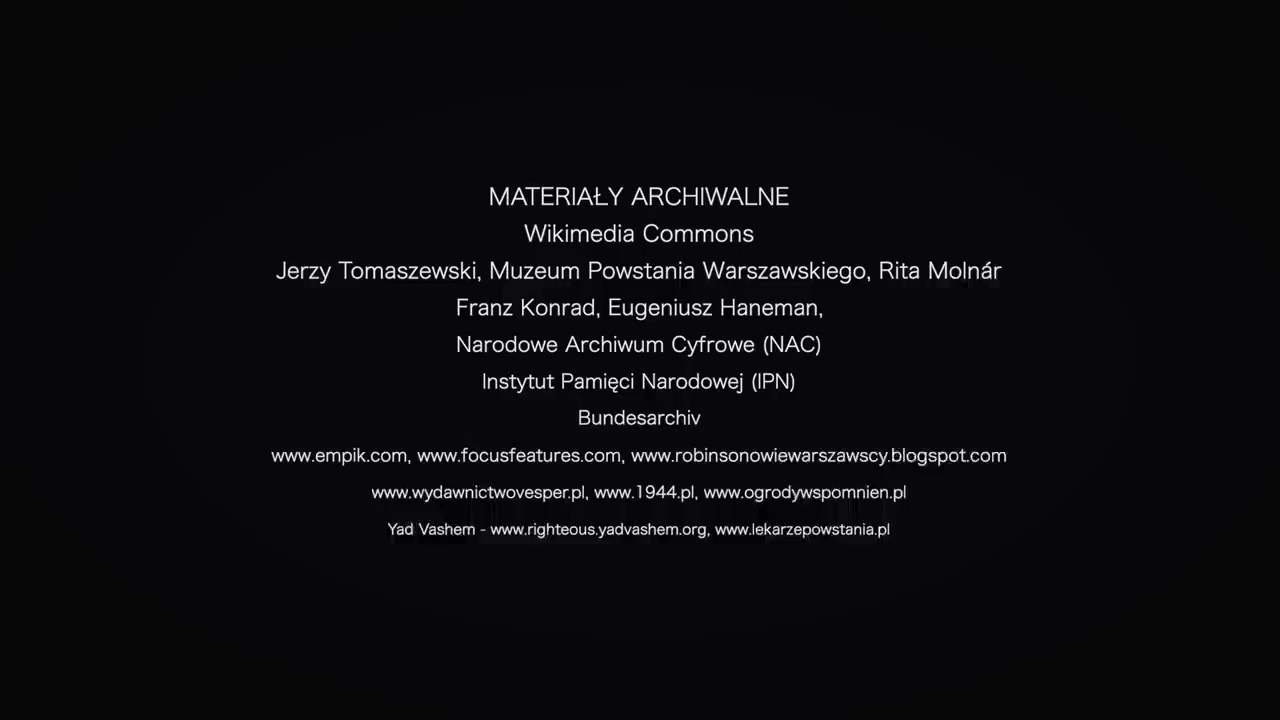 MATERIAŁY ARCHIWALNE
Wikimedia Commons
Jerzy Tomaszewski, Muzeum Powstania Warszawskiego, Rita Molnár
Franz Konrad, Eugeniusz Haneman,
Narodowe Archiwum Cyfrowe (NAC)
Instytut Pamięci Narodowej (IPN)
Bundesarchiv
www.empik.com, www.focusfeatures.com, www.robinsonowiewarszawscy.blogspot.com
www.wydawnictwovesper.pl, www.1944.pl, www.ogrodywspomnien.pl
Yad Vashem - www.righteous.yadvashem.org, www.lekarzepowstania.pl